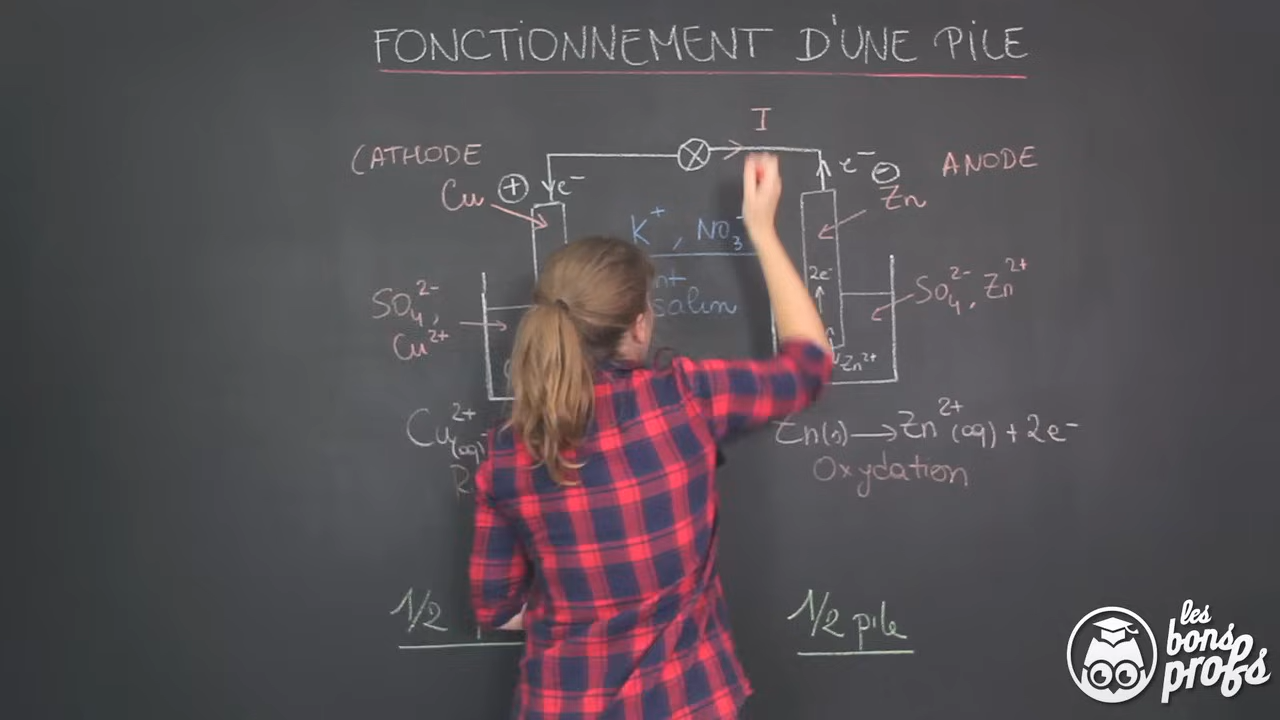 FONCTIONNEMENT D'UNE PILE
I
CATHODE
+
e⁻
e⁻
⊖
ANODE
Cu
Zn
K⁺, NO₃⁻
salin
SO₄²⁻,
Cu²⁺
2e⁻
SO₄²⁻, Zn²⁺
Zn²⁺
Cu²⁺(aq)
Zn(s) → Zn²⁺(aq) + 2e⁻
Oxydation
1/2
1/2 pile
les
bons
profs